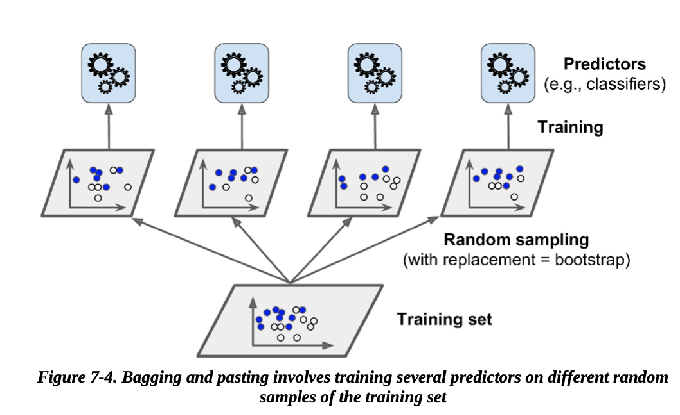 Predictors
(e.g., classifiers)
Training
Random sampling
(with replacement = bootstrap)
Training set
Figure 7-4. Bagging and pasting involves training several predictors on different random
samples of the training set